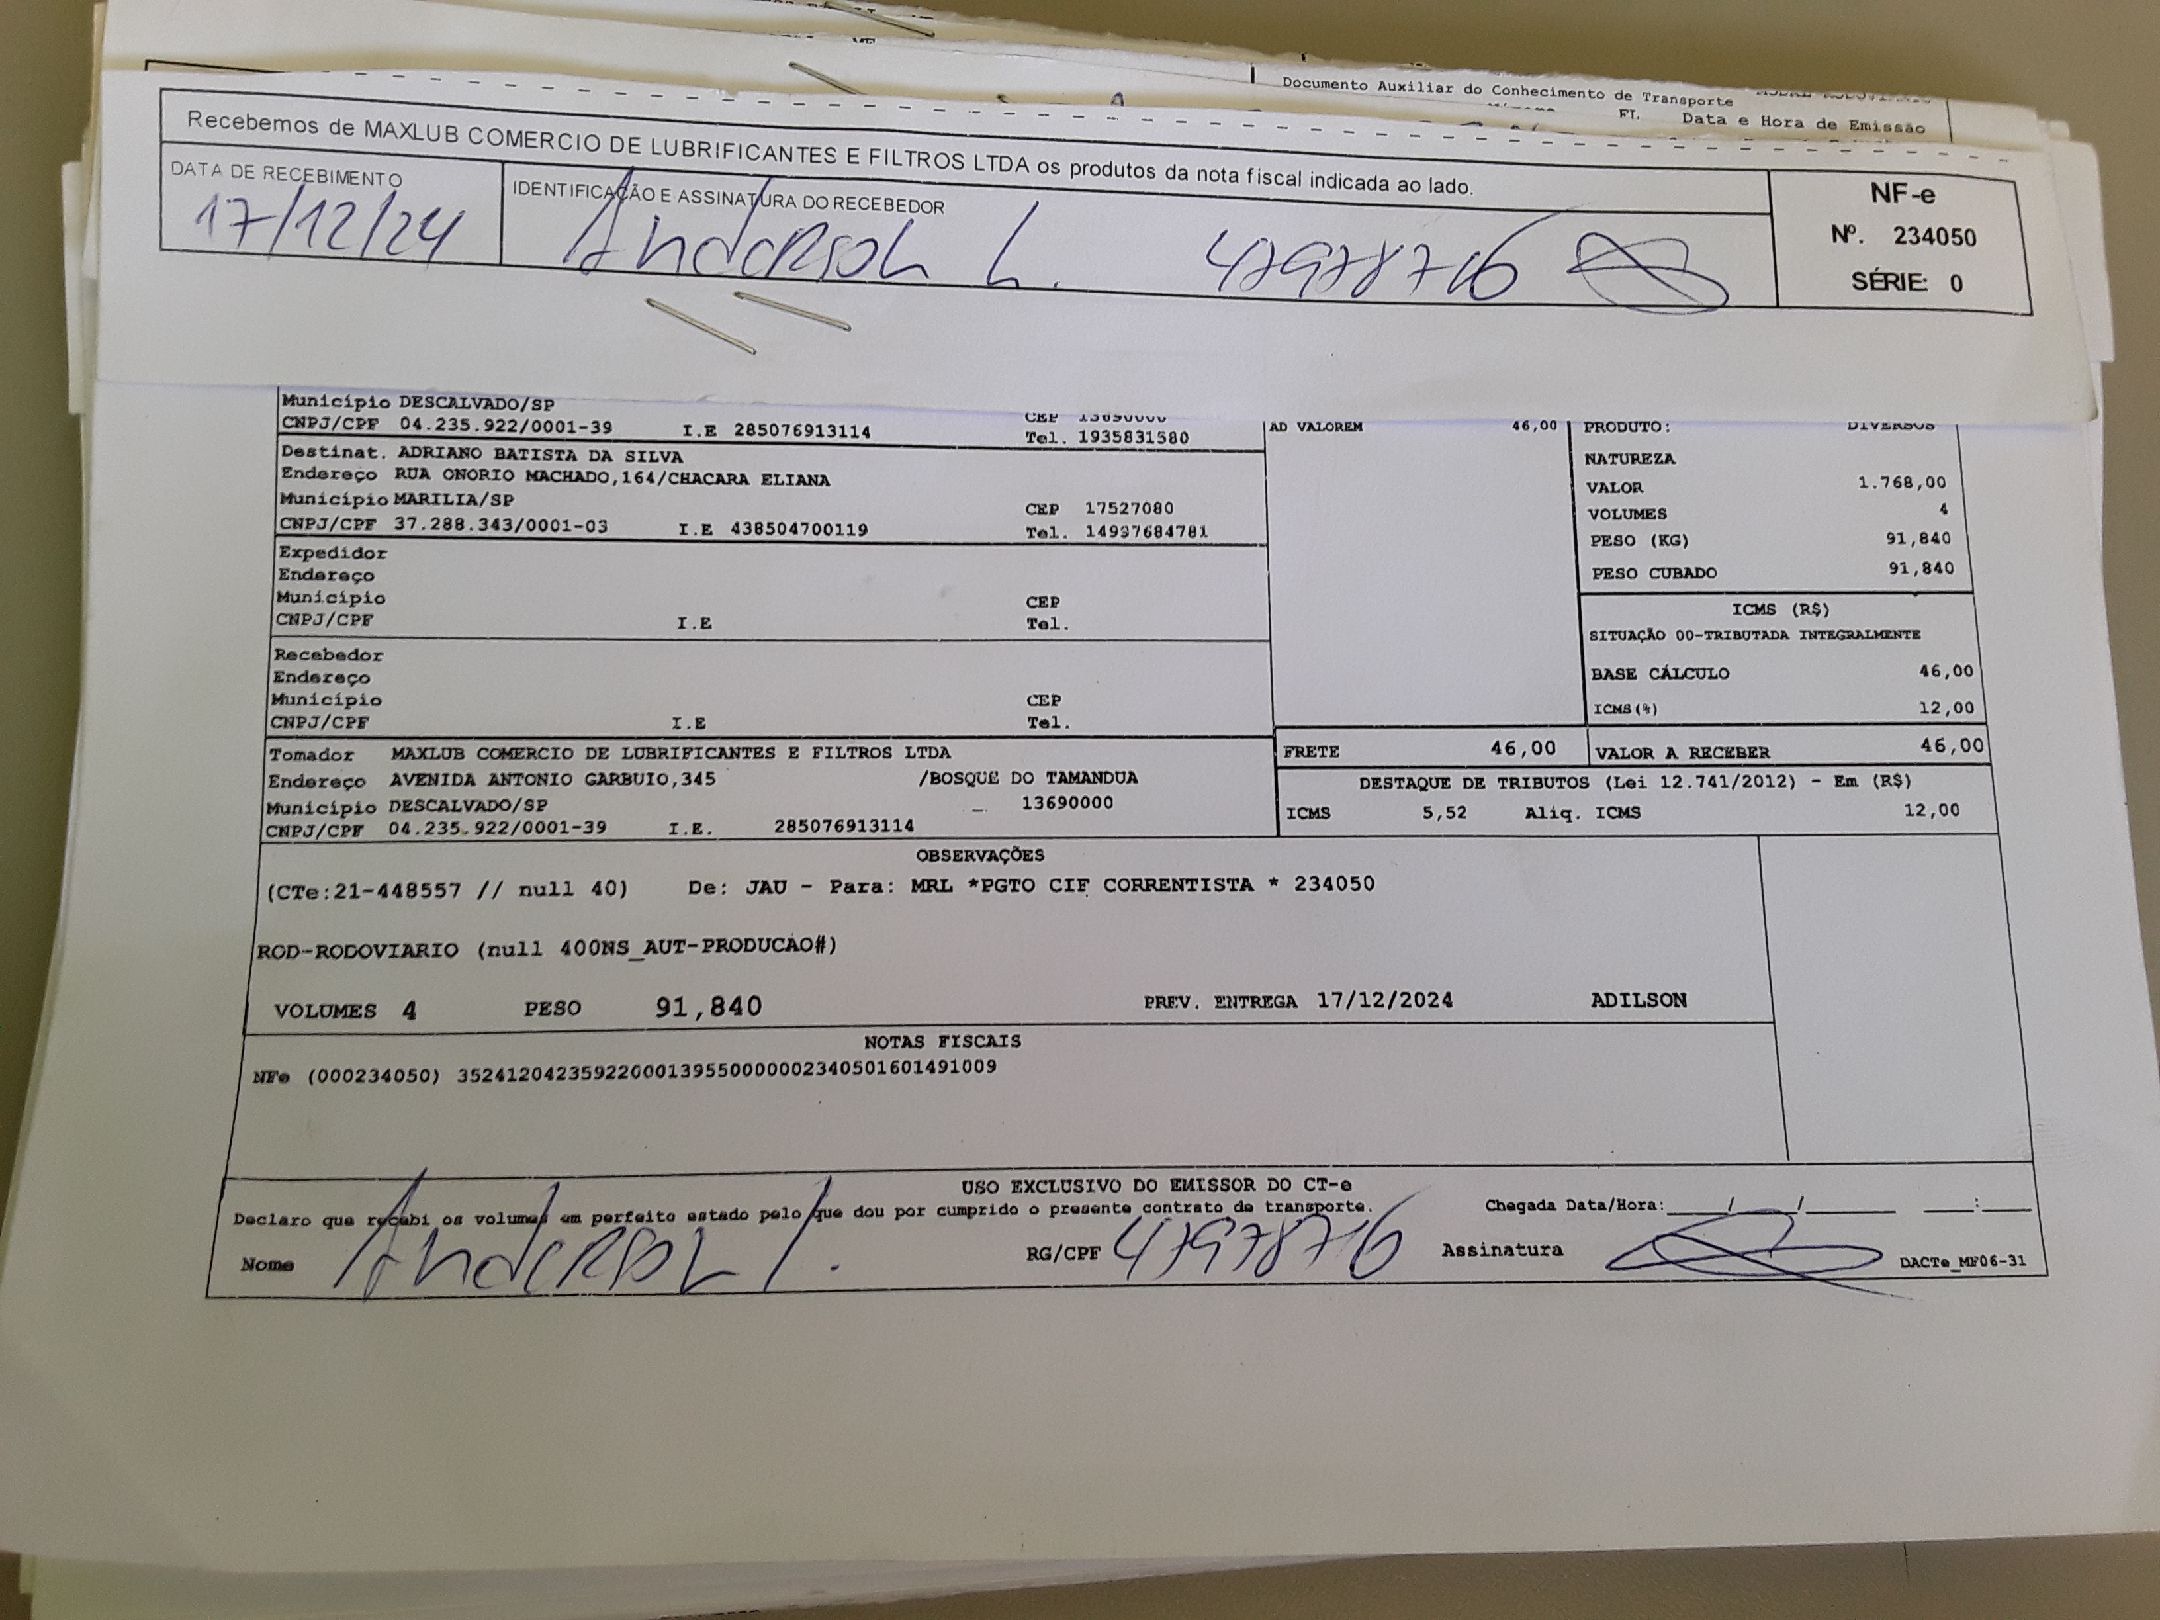 Documento Auxiliar do Conhecimento de Transporte
FL Data e Hora de Emissão
Recebemos de MAXLUB COMERCIO DE LUBRIFICANTES E FILTROS LTDA os produtos da nota fiscal indicada ao lado.
DATA DE RECEBIMENTO
17/12/24
IDENTIFICAÇÃO E ASSINATURA DO RECEBEDOR
Anderson L. 47978716
NF-e
Nº. 234050
SÉRIE: 0
Município DESCALVADO/SP CEP 13690000
CNPJ/CPF 04.235.922/0001-39 I.E 285076913114 Tel. 1935831580
Destinat. ADRIANO BATISTA DA SILVA
Endereço RUA ONORIO MACHADO,164/CHACARA ELIANA
Município MARILIA/SP CEP 17527080
CNPJ/CPF 37.288.343/0001-03 I.E 438504700119 Tel. 14997684781
Expedidor
Endereço
Município CEP
CNPJ/CPF I.E Tel.
Recebedor
Endereço
Município CEP
CNPJ/CPF I.E Tel.
Tomador MAXLUB COMERCIO DE LUBRIFICANTES E FILTROS LTDA
Endereço AVENIDA ANTONIO GARBUIO,345 /BOSQUE DO TAMANDUA
Município DESCALVADO/SP 13690000
CNPJ/CPF 04.235.922/0001-39 I.E. 285076913114
AD VALOREM 46,00
PRODUTO: DIVERSOS
NATUREZA
VALOR 1.768,00
VOLUMES 4
PESO (KG) 91,840
PESO CUBADO 91,840
ICMS (R$)
SITUAÇÃO 00-TRIBUTADA INTEGRALMENTE
BASE CÁLCULO 46,00
ICMS(%) 12,00
FRETE 46,00 VALOR A RECEBER 46,00
DESTAQUE DE TRIBUTOS (Lei 12.741/2012) - Em (R$)
ICMS 5,52 Aliq. ICMS 12,00
OBSERVAÇÕES
(CTe:21-448557 // null 40) De: JAU - Para: MRL *PGTO CIF CORRENTISTA * 234050
ROD-RODOVIARIO (null 400NS_AUT-PRODUCAO#)
VOLUMES 4 PESO 91,840 PREV. ENTREGA 17/12/2024 ADILSON
NOTAS FISCAIS
NFe (000234050) 35241204235922000139550000002340501601491009
USO EXCLUSIVO DO EMISSOR DO CT-e
Declaro que recebi os volumes em perfeito estado pelo que dou por cumprido o presente contrato de transporte. Chegada Data/Hora:____/____/______ ___:____
Nome Anderson L. RG/CPF 47978716 Assinatura DACTe_MF06-31